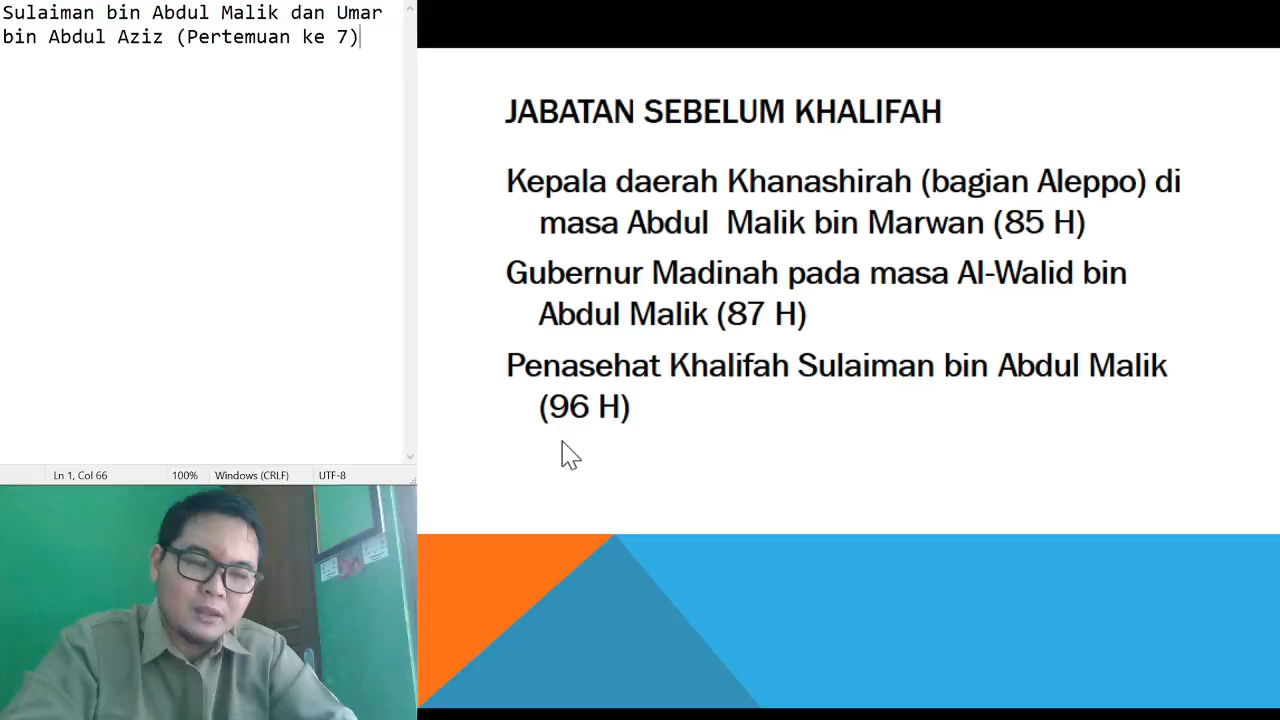 Sulaiman bin Abdul Malik dan Umar
bin Abdul Aziz (Pertemuan ke 7)
Ln 1, Col 66
100%
Windows (CRLF)
UTF-8
JABATAN SEBELUM KHALIFAH
Kepala daerah Khanashirah (bagian Aleppo) di
masa Abdul Malik bin Marwan (85 H)
Gubernur Madinah pada masa Al-Walid bin
Abdul Malik (87 H)
Penasehat Khalifah Sulaiman bin Abdul Malik
(96 H)